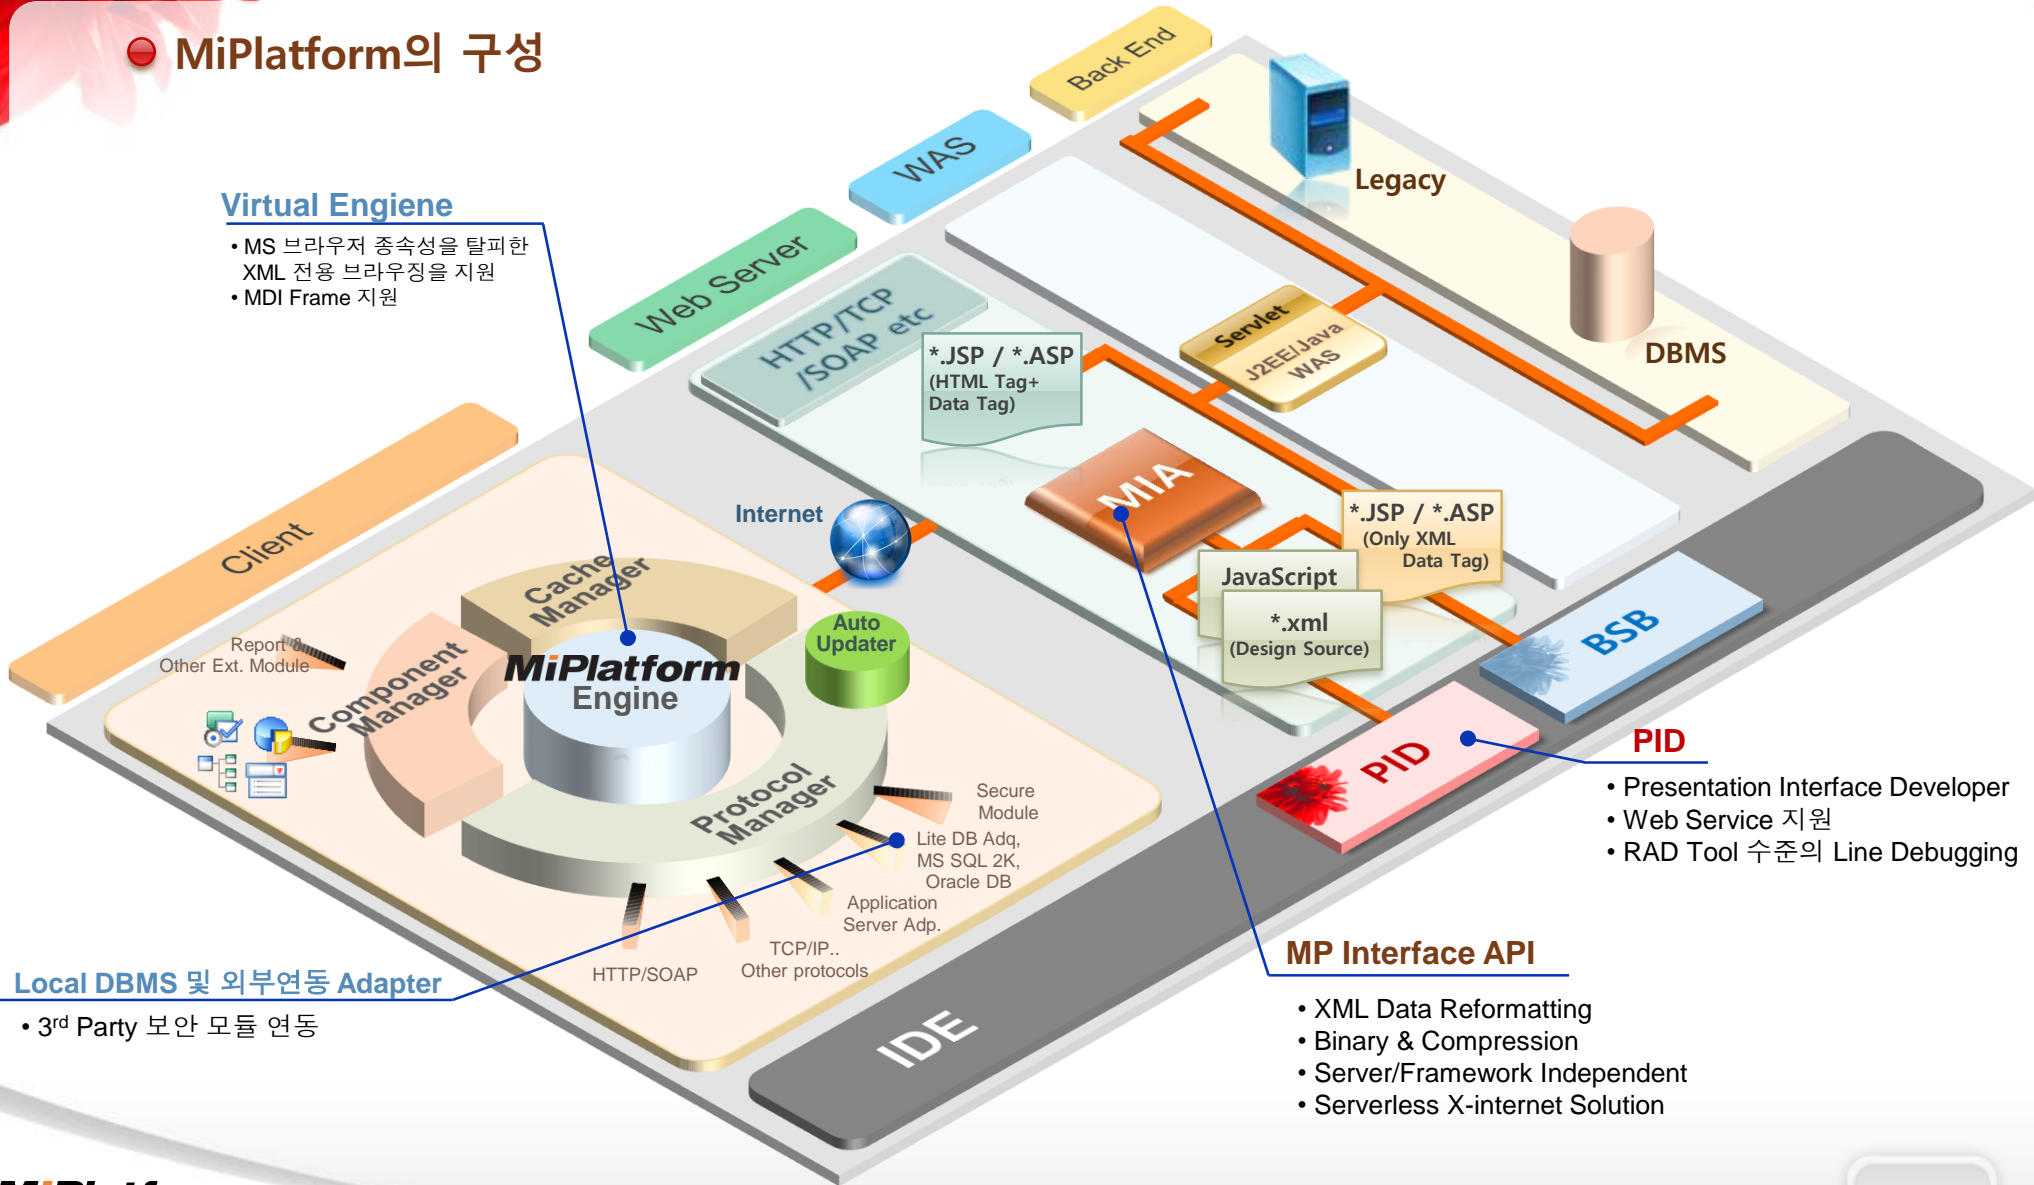 MiPlatform의 구성
Back End
WAS
Web Server
Client
Legacy
DBMS
Virtual Engiene
• MS 브라우저 종속성을 탈피한
XML 전용 브라우징을 지원
• MDI Frame 지원
HTTP/TCP
/SOAP etc
*.JSP / *.ASP
(HTML Tag+
Data Tag)
Servlet
J2EE/Java
WAS
MIA
Internet
*.JSP / *.ASP
(Only XML
Data Tag)
JavaScript
*.xml
(Design Source)
BSB
PID
IDE
Cache
Manager
Auto
Updater
Report &
Other Ext. Module
Component
Manager
MiPlatform
Engine
Protocol
Manager
Secure
Module
Lite DB Adq,
MS SQL 2K,
Oracle DB
Application
Server Adp.
TCP/IP..
Other protocols
HTTP/SOAP
PID
• Presentation Interface Developer
• Web Service 지원
• RAD Tool 수준의 Line Debugging
MP Interface API
• XML Data Reformatting
• Binary & Compression
• Server/Framework Independent
• Serverless X-internet Solution
Local DBMS 및 외부연동 Adapter
• 3rd Party 보안 모듈 연동